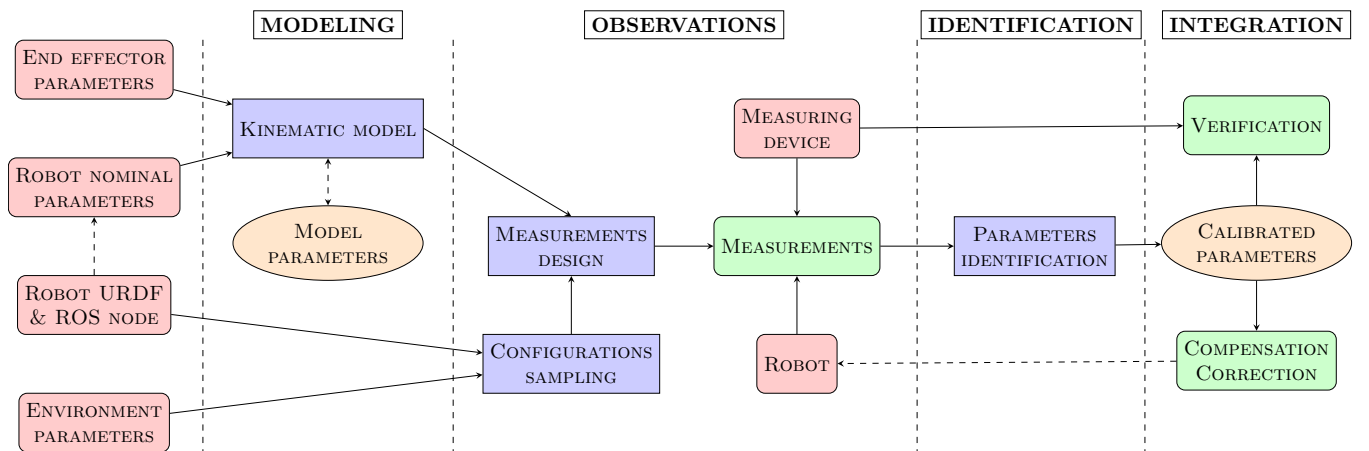 MODELING
OBSERVATIONS
IDENTIFICATION
INTEGRATION
END EFFECTOR
PARAMETERS
ROBOT NOMINAL
PARAMETERS
ROBOT URDF
& ROS NODE
ENVIRONMENT
PARAMETERS
KINEMATIC MODEL
MODEL
PARAMETERS
MEASUREMENTS
DESIGN
CONFIGURATIONS
SAMPLING
MEASURING
DEVICE
MEASUREMENTS
ROBOT
PARAMETERS
IDENTIFICATION
VERIFICATION
CALIBRATED
PARAMETERS
COMPENSATION
CORRECTION